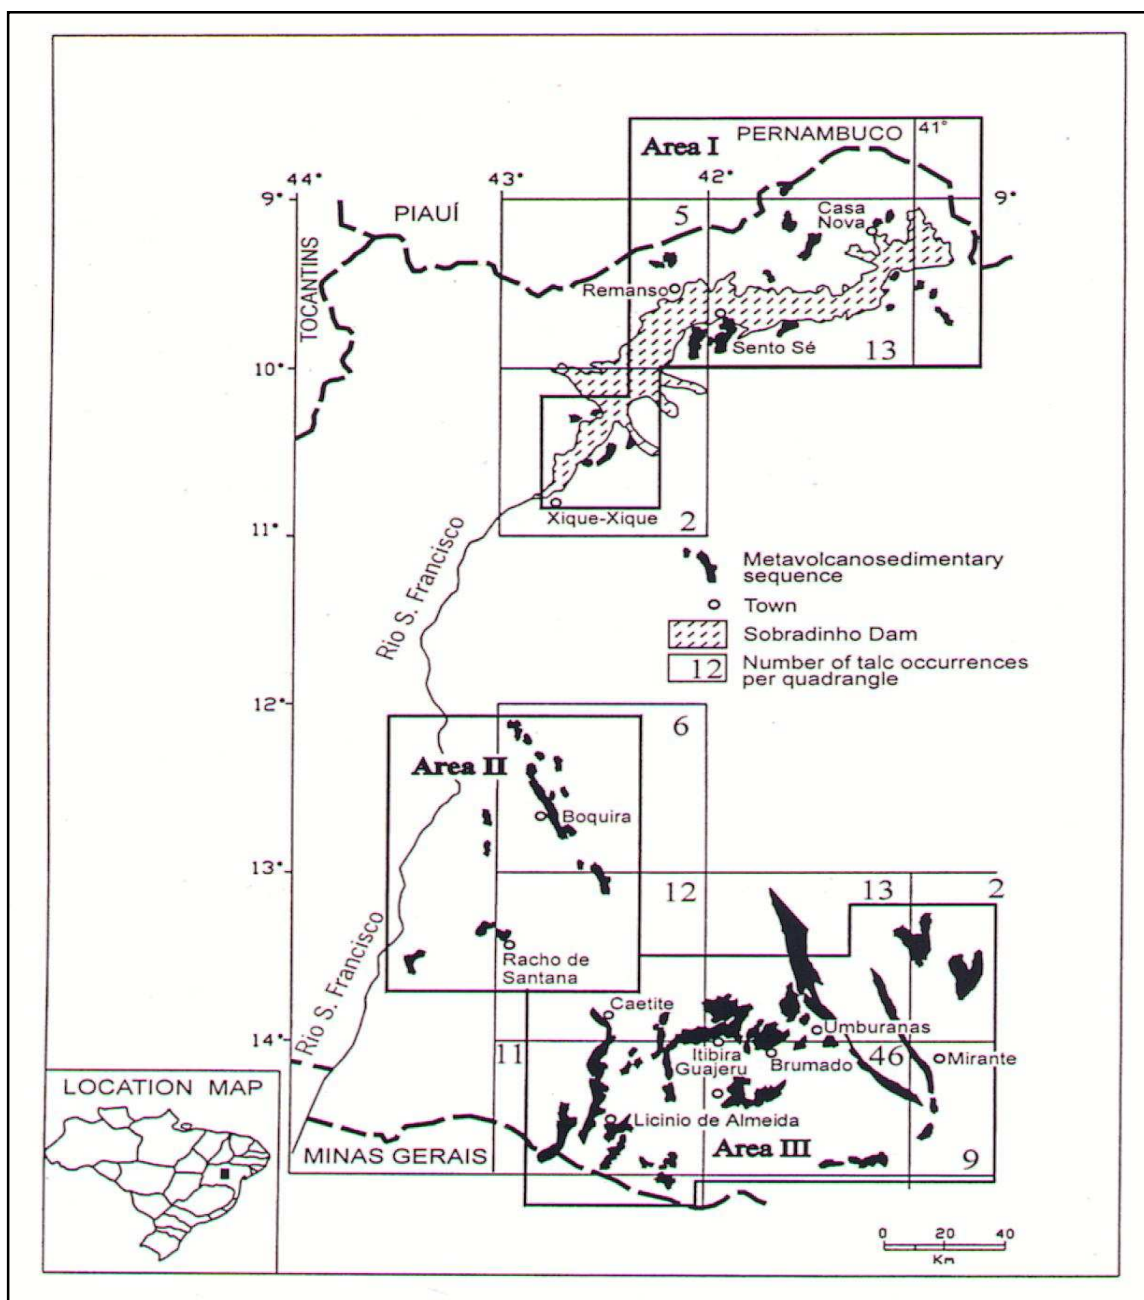 Area I
PERNAMBUCO
41°
44°
43°
42°
9°
9°
PIAUÍ
5
Casa
Nova
TOCANTINS
Remanso
Sento Sé
13
10°
Xique-Xique
2
11°
Rio S. Francisco
Metavolcanosedimentary
sequence
Town
Sobradinho Dam
12
Number of talc occurrences
per quadrangle
12°
6
Area II
Boquira
13°
12
13
2
Rio S. Francisco
Racho de
Santana
Caetite
Umburanas
14°
11
Itibira
Guajeru
Brumado
46
Mirante
LOCATION MAP
Licinio de Almeida
MINAS GERAIS
Area III
9
0 20 40
Km